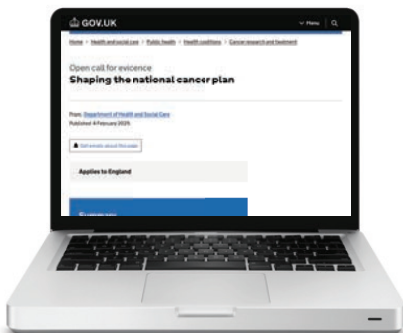 GOV.UK
Menu
Home > Health and social care > Public health > Health conditions > Cancer research and treatment
Open call for evidence
Shaping the national cancer plan
From: Department of Health and Social Care
Published 4 February 2025
Get emails about this page
Applies to England
Summary